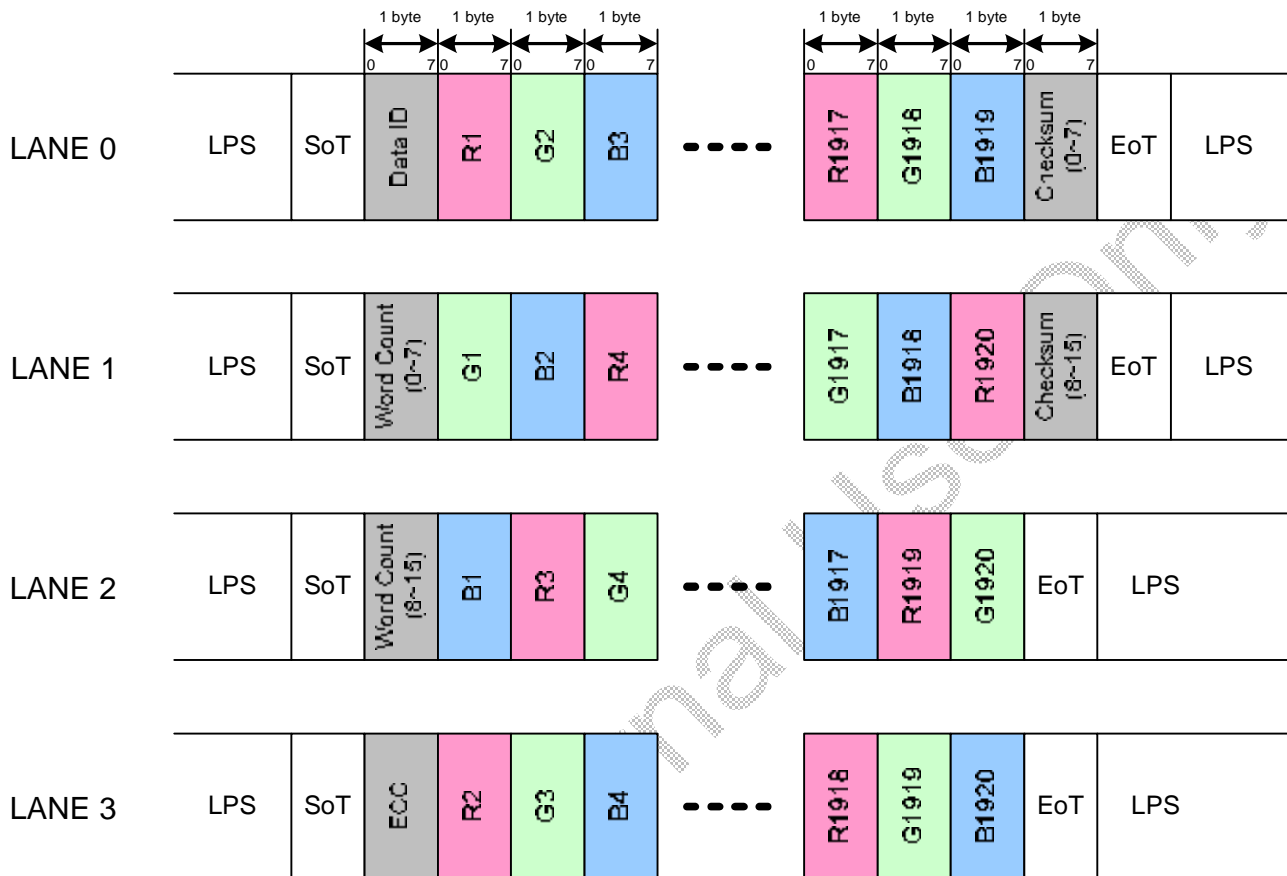 1 byte 1 byte 1 byte 1 byte 1 byte 1 byte 1 byte 1 byte
0 7 0 7 0 7 0 7 0 7 0 7 0 7 0 7
LANE 0 LPS SoT Data ID R1 G2 B3 R1917 G1918 B1919 Checksum (0~7) EoT LPS
LANE 1 LPS SoT Word Count (0~7) G1 B2 R4 G1917 B1918 R1920 Checksum (8~15) EoT LPS
LANE 2 LPS SoT Word Count (8~15) B1 R3 G4 B1917 R1919 G1920 EoT LPS
LANE 3 LPS SoT ECC R2 G3 B4 R1918 G1919 B1920 EoT LPS